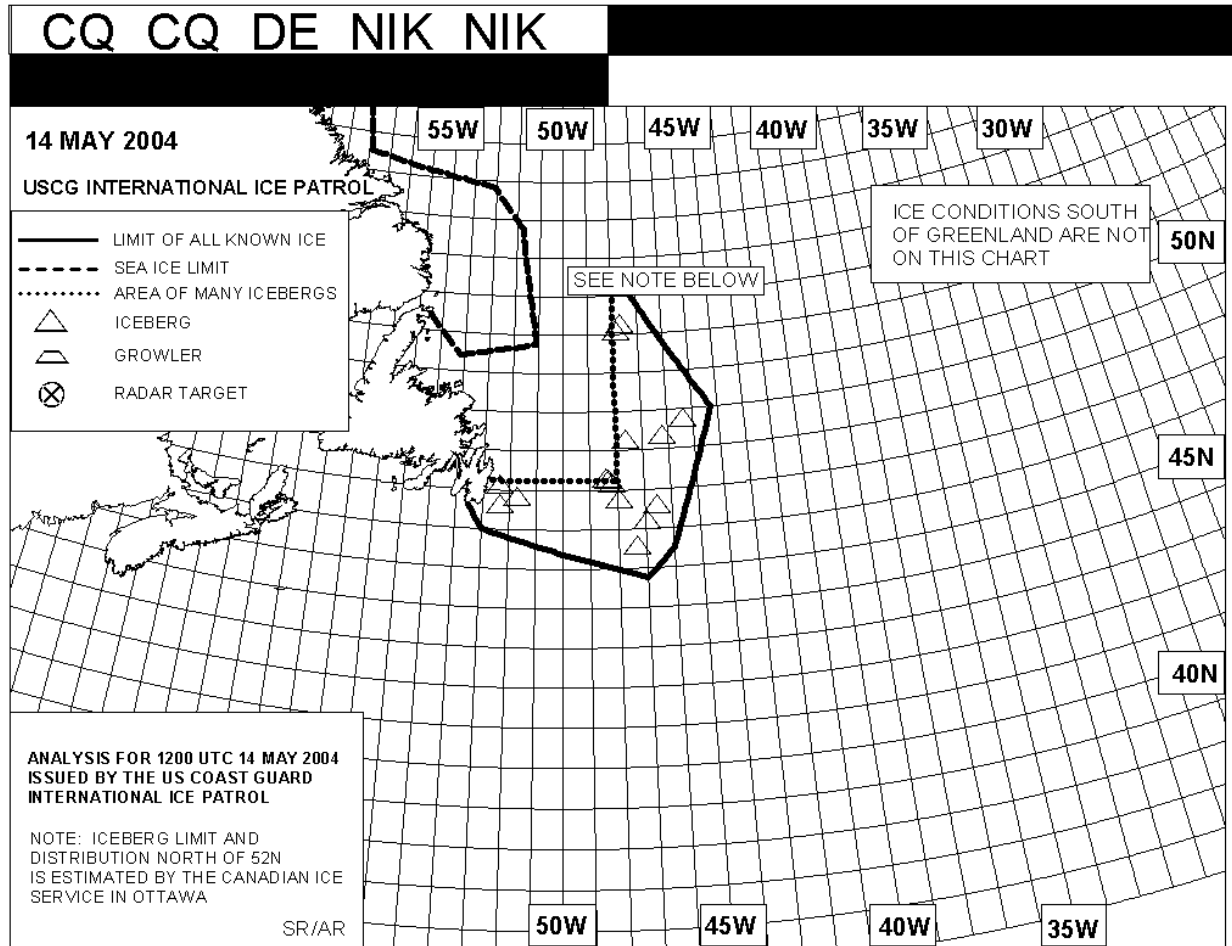 CQ CQ DE NIK NIK
55W 50W 45W 40W 35W 30W
14 MAY 2004
USCG INTERNATIONAL ICE PATROL
LIMIT OF ALL KNOWN ICE
SEA ICE LIMIT
AREA OF MANY ICEBERGS
ICEBERG
GROWLER
RADAR TARGET
ICE CONDITIONS SOUTH
OF GREENLAND ARE NOT
ON THIS CHART
50N
SEE NOTE BELOW
45N
40N
ANALYSIS FOR 1200 UTC 14 MAY 2004
ISSUED BY THE US COAST GUARD
INTERNATIONAL ICE PATROL
NOTE: ICEBERG LIMIT AND
DISTRIBUTION NORTH OF 52N
IS ESTIMATED BY THE CANADIAN ICE
SERVICE IN OTTAWA
SR/AR
50W 45W 40W 35W